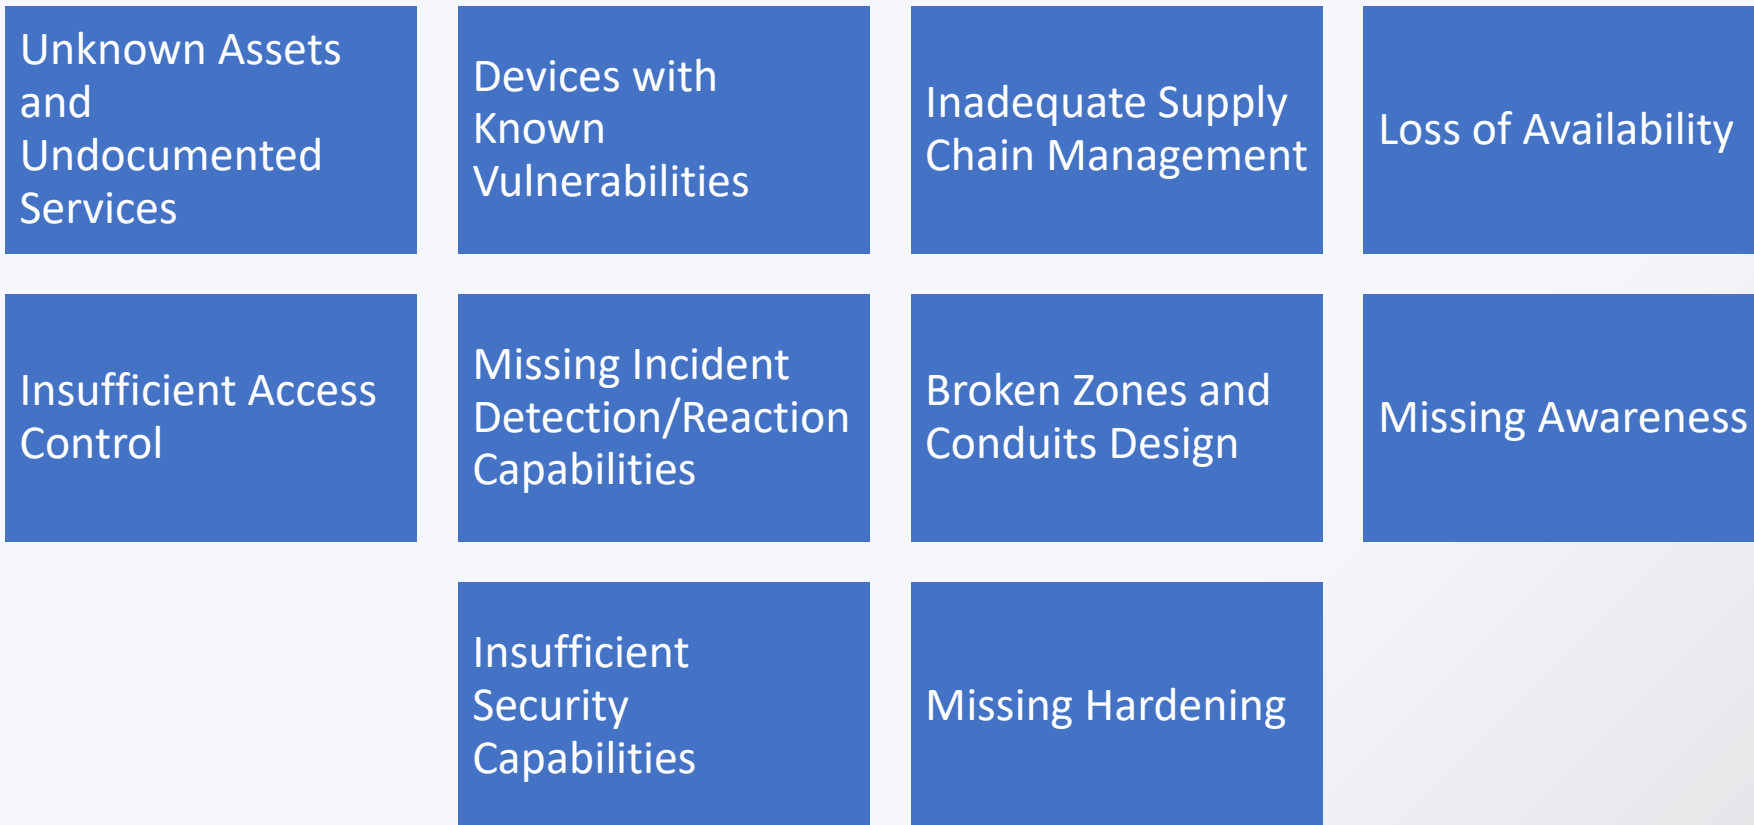 Unknown Assets
and
Undocumented
Services
Devices with
Known
Vulnerabilities
Inadequate Supply
Chain Management
Loss of Availability
Insufficient Access
Control
Missing Incident
Detection/Reaction
Capabilities
Broken Zones and
Conduits Design
Missing Awareness
Insufficient
Security
Capabilities
Missing Hardening